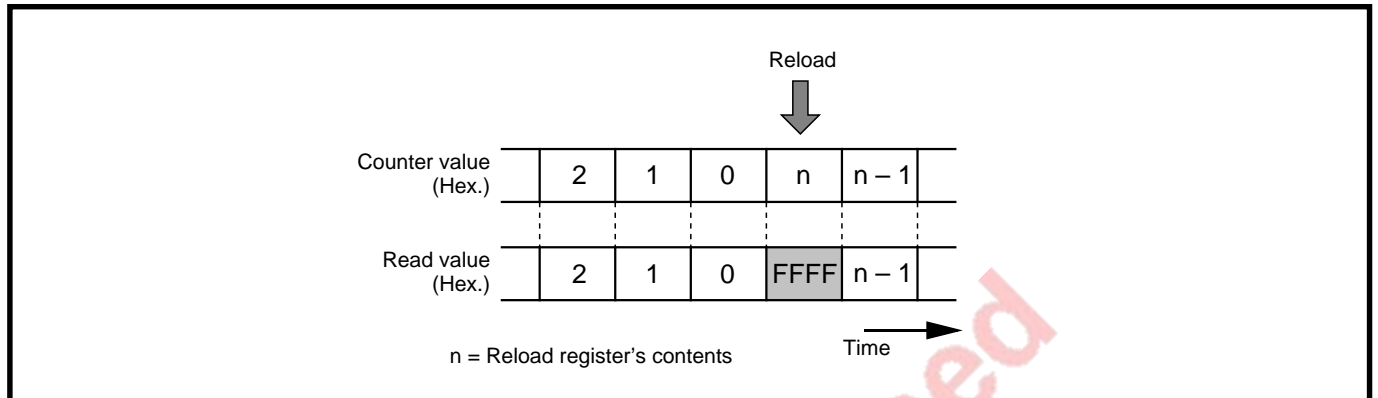 Reload
Counter value
(Hex.)
2 1 0 n n – 1
Read value
(Hex.)
2 1 0 FFFF n – 1
Time
n = Reload register's contents